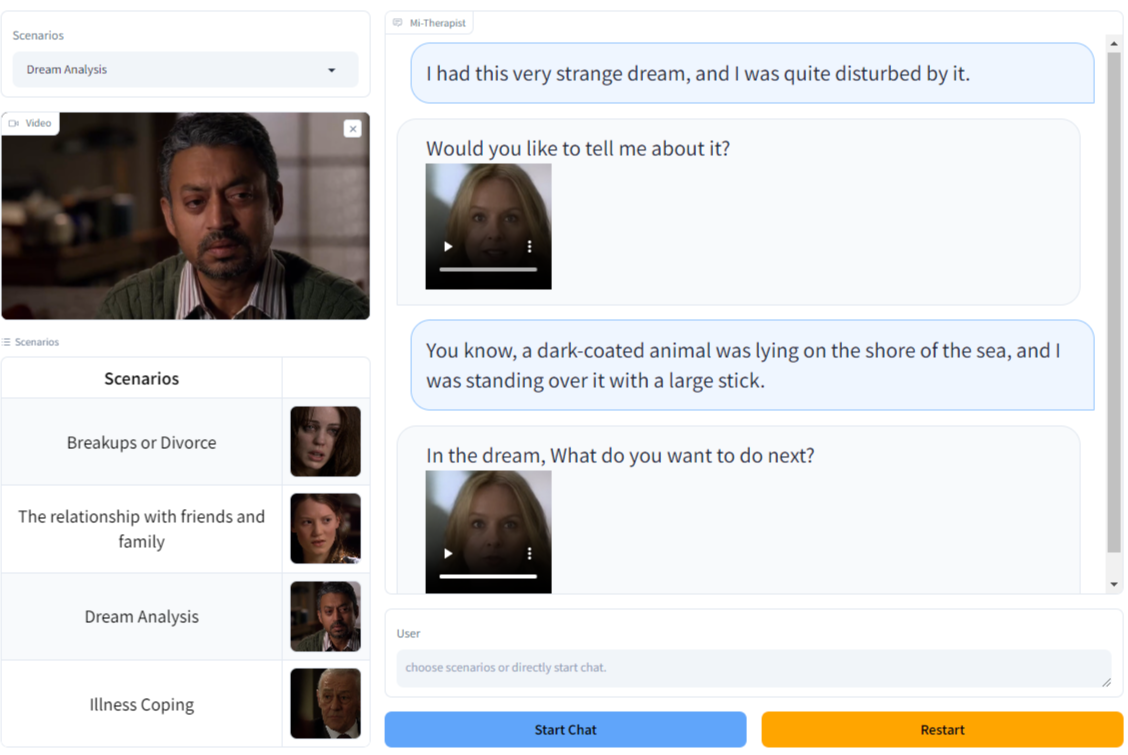 Scenarios
Dream Analysis
Video
Scenarios
Scenarios
Breakups or Divorce
The relationship with friends and
family
Dream Analysis
Illness Coping
Mi-Therapist
I had this very strange dream, and I was quite disturbed by it.
Would you like to tell me about it?
You know, a dark-coated animal was lying on the shore of the sea, and I
was standing over it with a large stick.
In the dream, What do you want to do next?
User
choose scenarios or directly start chat.
Start Chat
Restart